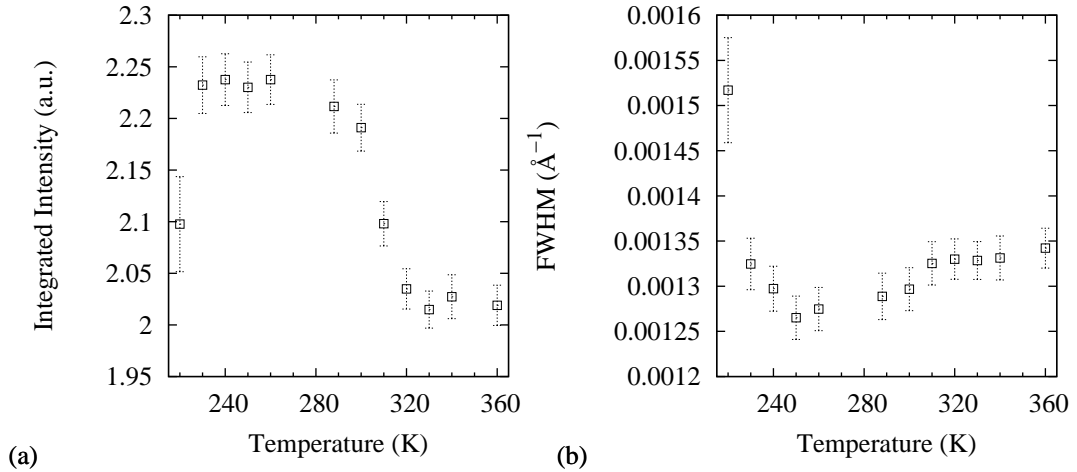 2.3
2.25
2.2
2.15
2.1
2.05
2
1.95
240 280 320 360
Integrated Intensity (a.u.)
Temperature (K)
(a)
0.0016
0.00155
0.0015
0.00145
0.0014
0.00135
0.0013
0.00125
0.0012
240 280 320 360
FWHM (Å⁻¹)
Temperature (K)
(b)